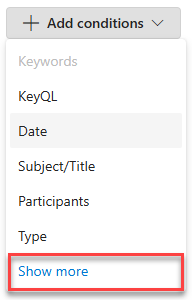 Add conditions
Keywords
KeyQL
Date
Subject/Title
Participants
Type
Show more